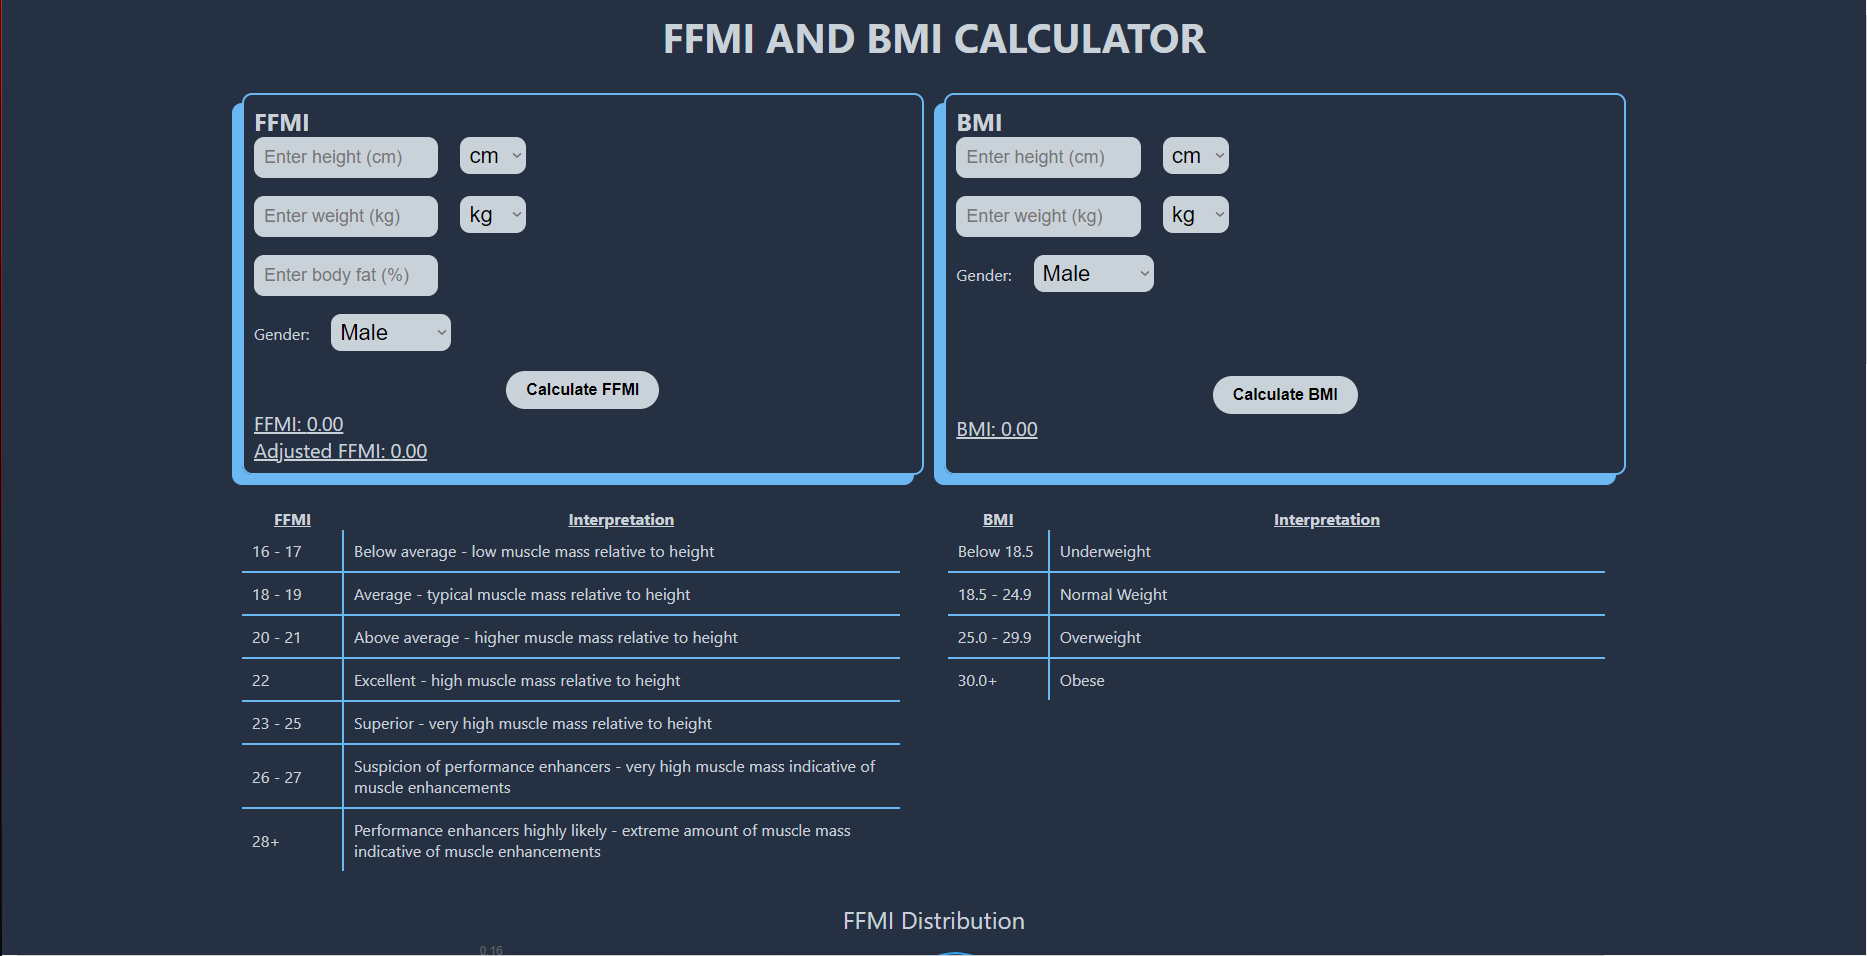 FFMI AND BMI CALCULATOR
FFMI
Enter height (cm)
cm
Enter weight (kg)
kg
Enter body fat (%)
Gender:
Male
Calculate FFMI
FFMI: 0.00
Adjusted FFMI: 0.00
BMI
Enter height (cm)
cm
Enter weight (kg)
kg
Gender:
Male
Calculate BMI
BMI: 0.00
FFMI Interpretation
16 - 17 Below average - low muscle mass relative to height
18 - 19 Average - typical muscle mass relative to height
20 - 21 Above average - higher muscle mass relative to height
22 Excellent - high muscle mass relative to height
23 - 25 Superior - very high muscle mass relative to height
26 - 27 Suspicion of performance enhancers - very high muscle mass indicative of
muscle enhancements
28+ Performance enhancers highly likely - extreme amount of muscle mass
indicative of muscle enhancements
BMI Interpretation
Below 18.5 Underweight
18.5 - 24.9 Normal Weight
25.0 - 29.9 Overweight
30.0+ Obese
FFMI Distribution
0.16